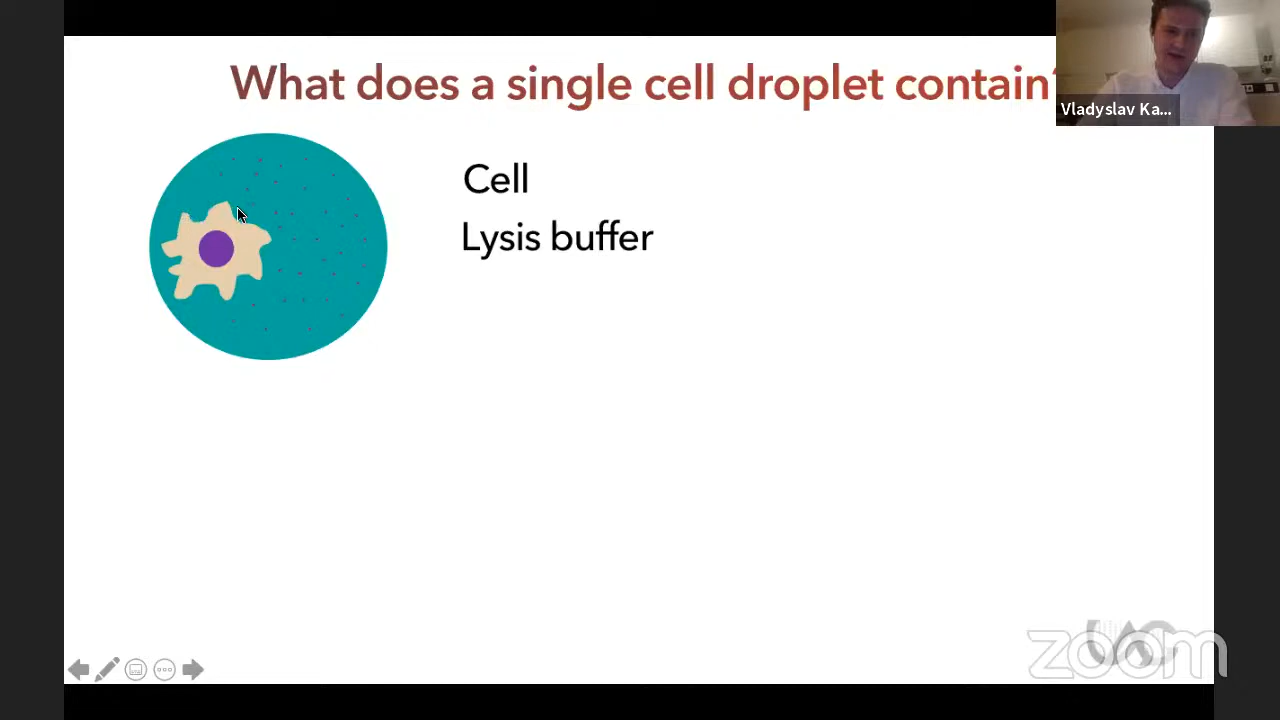 What does a single cell droplet contain?
Vladyslav Ka...
Cell
Lysis buffer
zoom